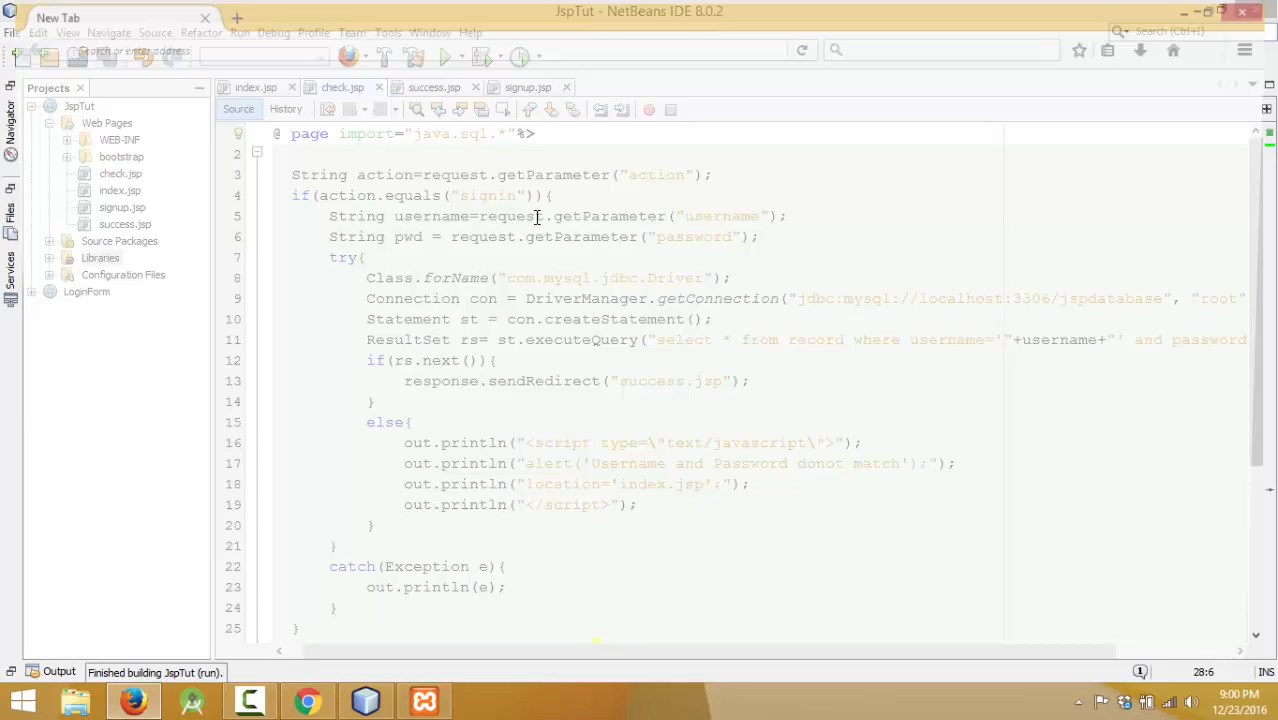 New Tab
JspTut - NetBeans IDE 8.0.2
File Edit View Navigate Source Refactor Run Debug Profile Team Tools Window Help
Search (Ctrl+I)
Search or enter address
Projects
index.jsp check.jsp success.jsp signup.jsp
Source History
Navigator
Files
Services
JspTut
Web Pages
WEB-INF
bootstrap
check.jsp
index.jsp
signup.jsp
success.jsp
Source Packages
Libraries
Configuration Files
LoginForm
@ page import="java.sql.*"%>
2
3 String action=request.getParameter("action");
4 if(action.equals("signin")){
5 String username=request.getParameter("username");
6 String pwd = request.getParameter("password");
7 try{
8 Class.forName("com.mysql.jdbc.Driver");
9 Connection con = DriverManager.getConnection("jdbc:mysql://localhost:3306/jspdatabase", "root"
10 Statement st = con.createStatement();
11 ResultSet rs= st.executeQuery("select * from record where username='"+username+"' and password
12 if(rs.next()){
13 response.sendRedirect("success.jsp");
14 }
15 else{
16 out.println("<script type=\"text/javascript\">");
17 out.println("alert('Username and Password donot match');");
18 out.println("location='index.jsp';");
19 out.println("</script>");
20 }
21 }
22 catch(Exception e){
23 out.println(e);
24 }
25 }
Output
Finished building JspTut (run).
28:6 INS
9:00 PM
12/23/2016